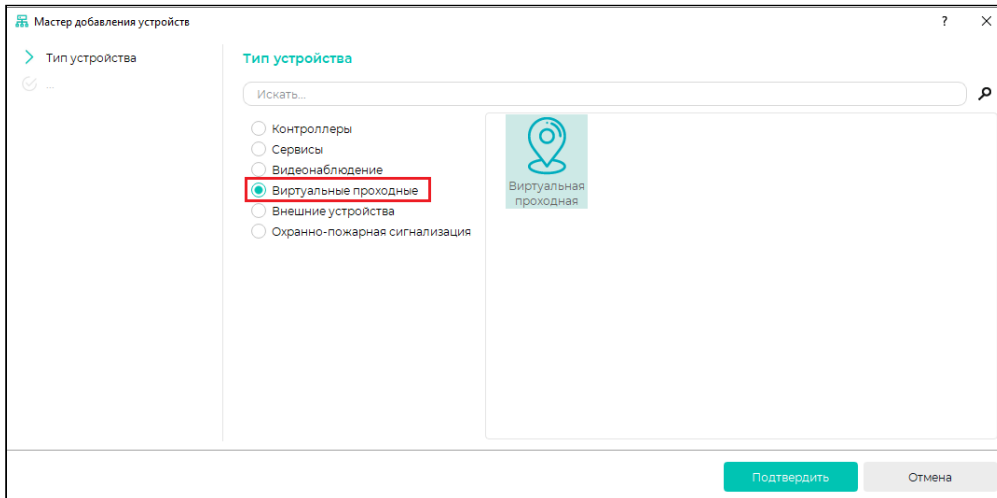 Мастер добавления устройств
?
Тип устройства
...
Тип устройства
Искать...
Контроллеры
Сервисы
Видеонаблюдение
Виртуальные проходные
Внешние устройства
Охранно-пожарная сигнализация
Виртуальная
проходная
Подтвердить
Отмена